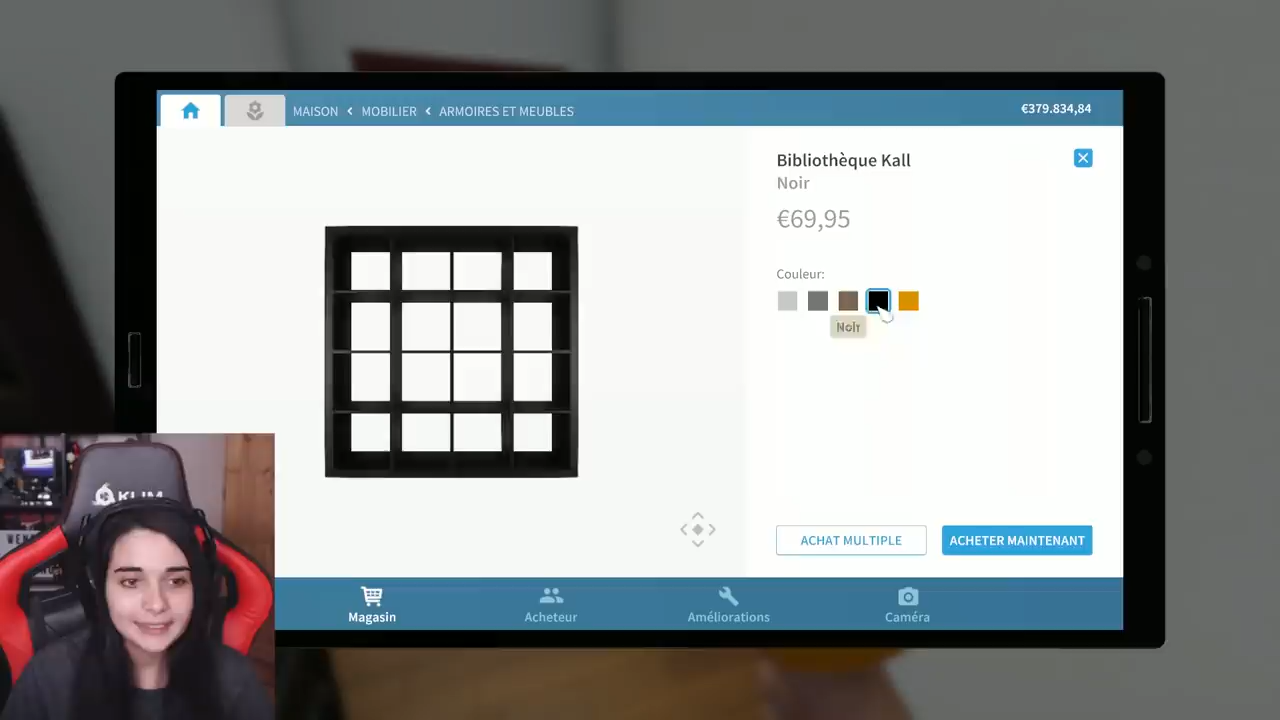 MAISON < MOBILIER < ARMOIRES ET MEUBLES
€379.834,84
Bibliothèque Kall
Noir
€69,95
Couleur:
Noir
ACHAT MULTIPLE
ACHETER MAINTENANT
Magasin
Acheteur
Améliorations
Caméra
KLIM